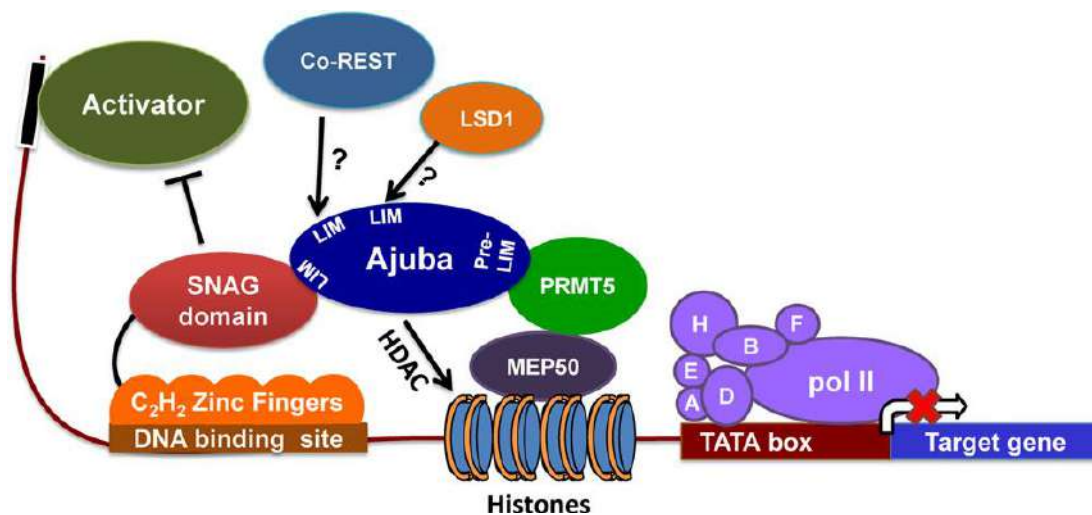 Co-REST
Activator
LSD1
?
?
LIM
LIM
LIM
Ajuba
Pre-
LIM
SNAG
domain
PRMT5
HDAC
MEP50
H
F
B
E
A
D
pol II
C₂H₂ Zinc Fingers
DNA binding site
TATA box
Target gene
Histones